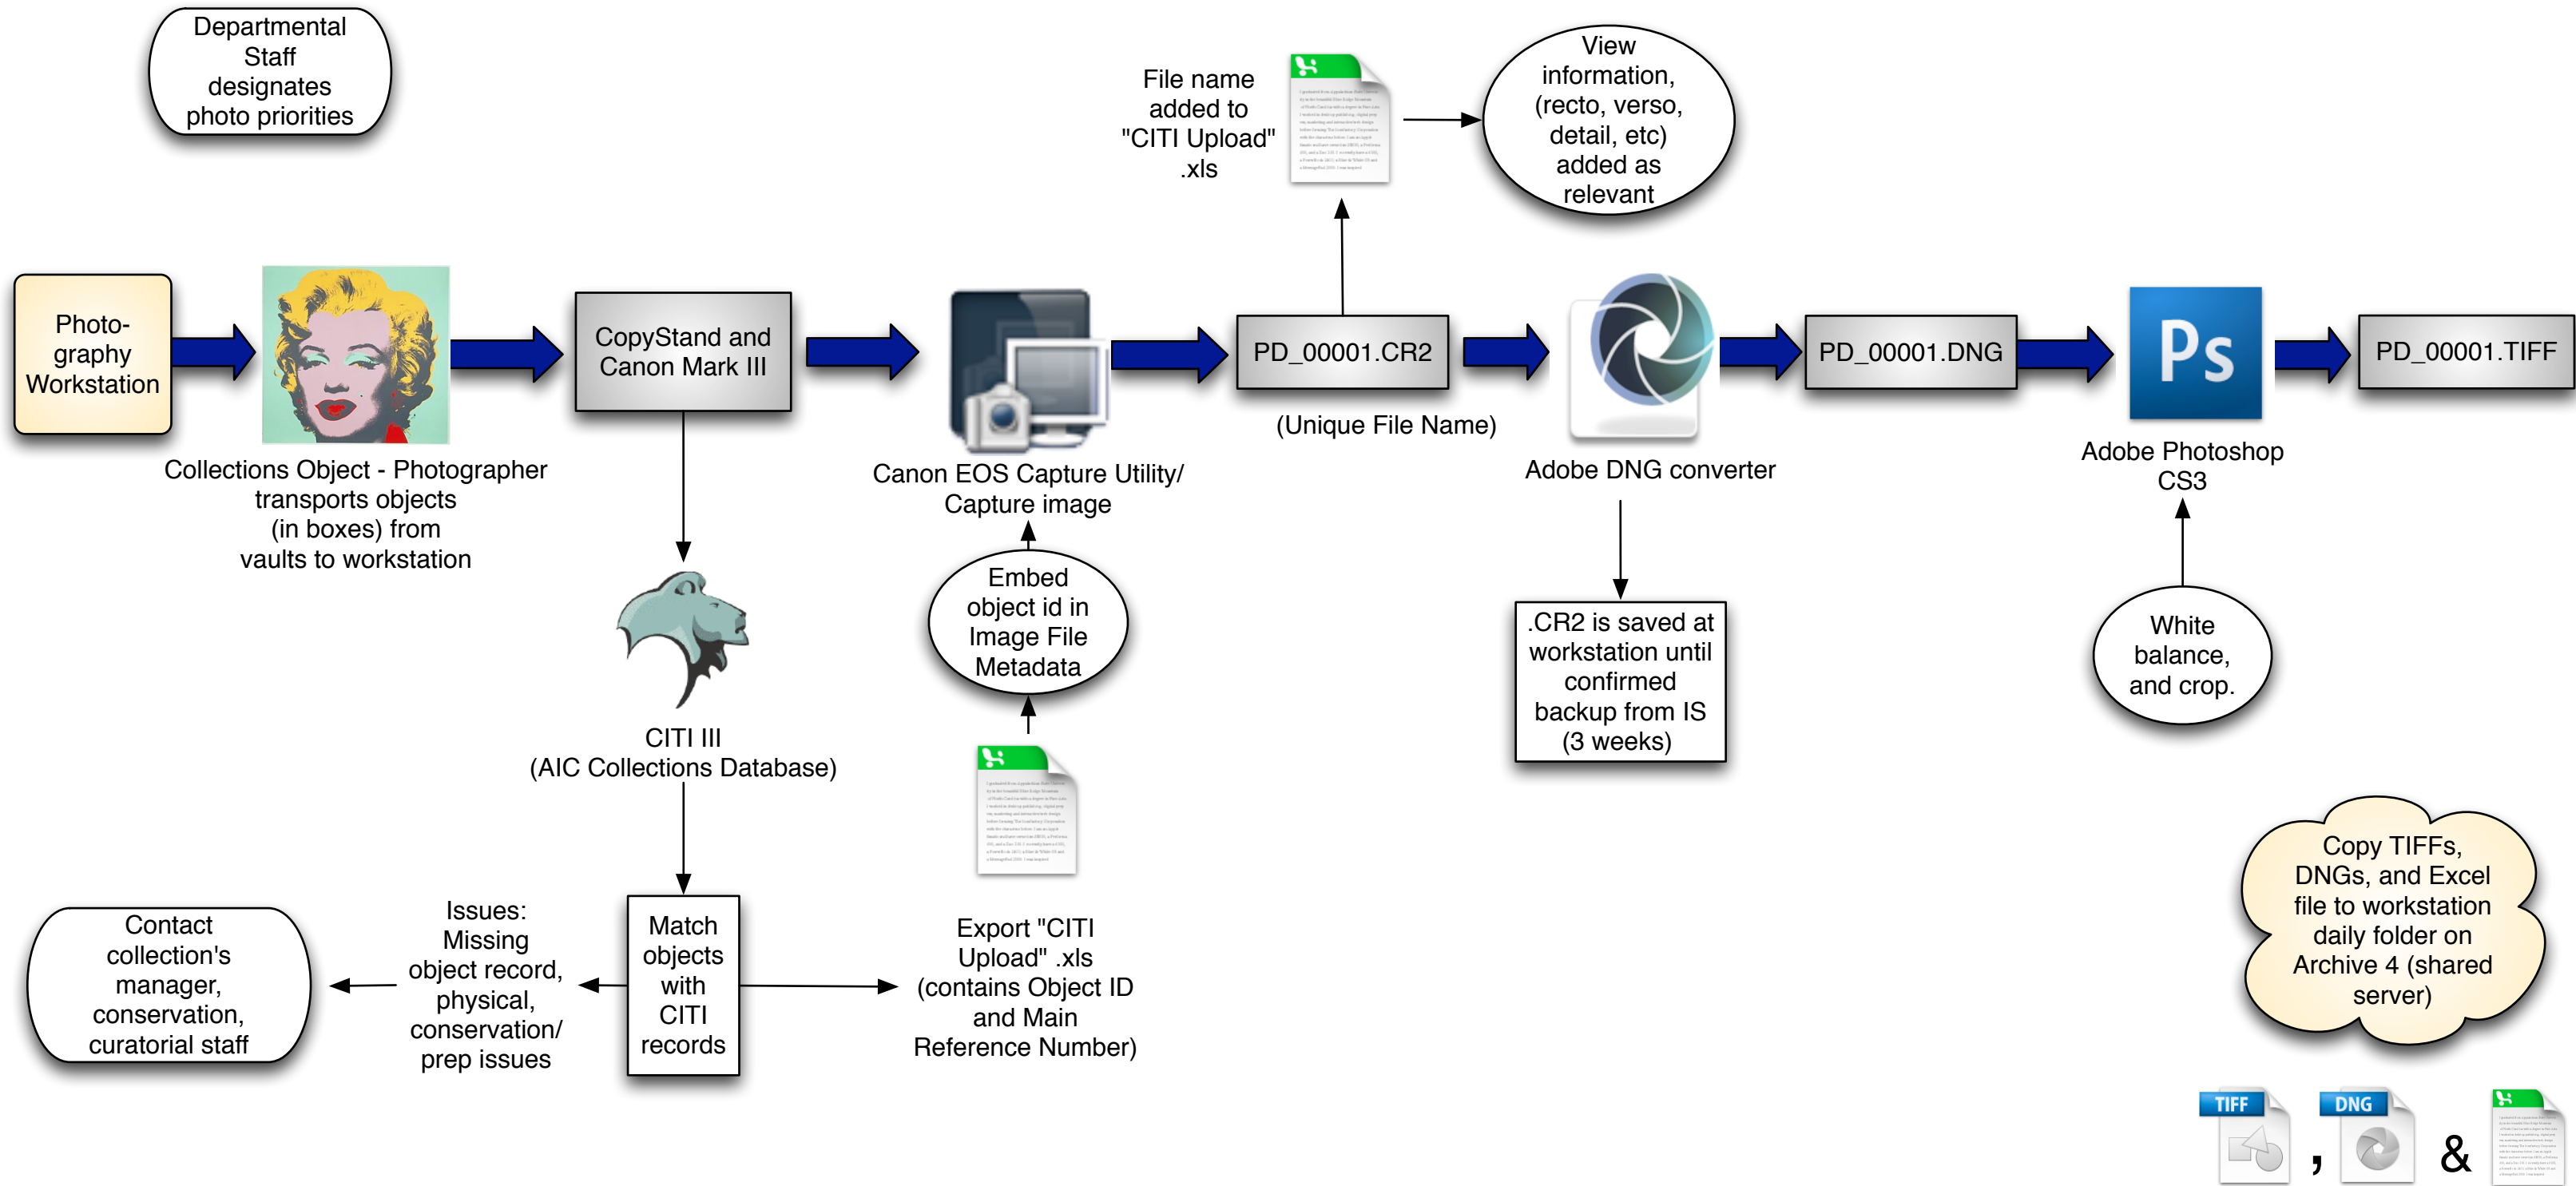 Departmental
Staff
designates
photo priorities
File name
added to
"CITI Upload"
.xls
View
information,
(recto, verso,
detail, etc)
added as
relevant
Photo-
graphy
Workstation
Collections Object - Photographer
transports objects
(in boxes) from
vaults to workstation
CopyStand and
Canon Mark III
Canon EOS Capture Utility/
Capture image
PD_00001.CR2
(Unique File Name)
Adobe DNG converter
PD_00001.DNG
Ps
Adobe Photoshop
CS3
PD_00001.TIFF
CITI III
(AIC Collections Database)
Embed
object id in
Image File
Metadata
.CR2 is saved at
workstation until
confirmed
backup from IS
(3 weeks)
White
balance,
and crop.
Contact
collection's
manager,
conservation,
curatorial staff
Issues:
Missing
object record,
physical,
conservation/
prep issues
Match
objects
with
CITI
records
Export "CITI
Upload" .xls
(contains Object ID
and Main
Reference Number)
Copy TIFFs,
DNGs, and Excel
file to workstation
daily folder on
Archive 4 (shared
server)
TIFF , DNG &